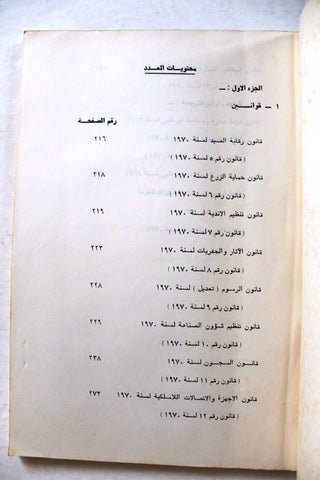 محتويات العدد
الجزء الاول : ــ
١ ــ قوانين
رقم الصفحة
قانون رقابة الصيد لسنة ١٩٧٠ ٢١٦
( قانون رقم ٥ لسنة ١٩٧٠ )
قانون حماية الزرع لسنة ١٩٧٠ ٢١٨
( قانون رقم ٦ لسنة ١٩٧٠ )
قانون تنظيم الاندية لسنة ١٩٧٠ ٢١٩
( قانون رقم ٧ لسنة ١٩٧٠ )
قانون الآثار والحفريات لسنة ١٩٧٠ ٢٢٣
( قانون رقم ٨ لسنة ١٩٧٠ )
قانون الرسوم ( تعديل ) لسنة ١٩٧٠ ٢٢٨
( قانون رقم ٩ لسنة ١٩٧٠ )
قانون تنظيم شؤون الصناعة لسنة ١٩٧٠ ٢٢٩
( قانون رقم ١٠ لسنة ١٩٧٠ )
قانون السجون لسنة ١٩٧٠ ٢٣٨
( قانون رقم ١١ لسنة ١٩٧٠ )
قانون الاجهزة والاتصالات اللاسلكية لسنة ١٩٧٠ ٢٧٣
( قانون رقم ١٢ لسنة ١٩٧٠ )